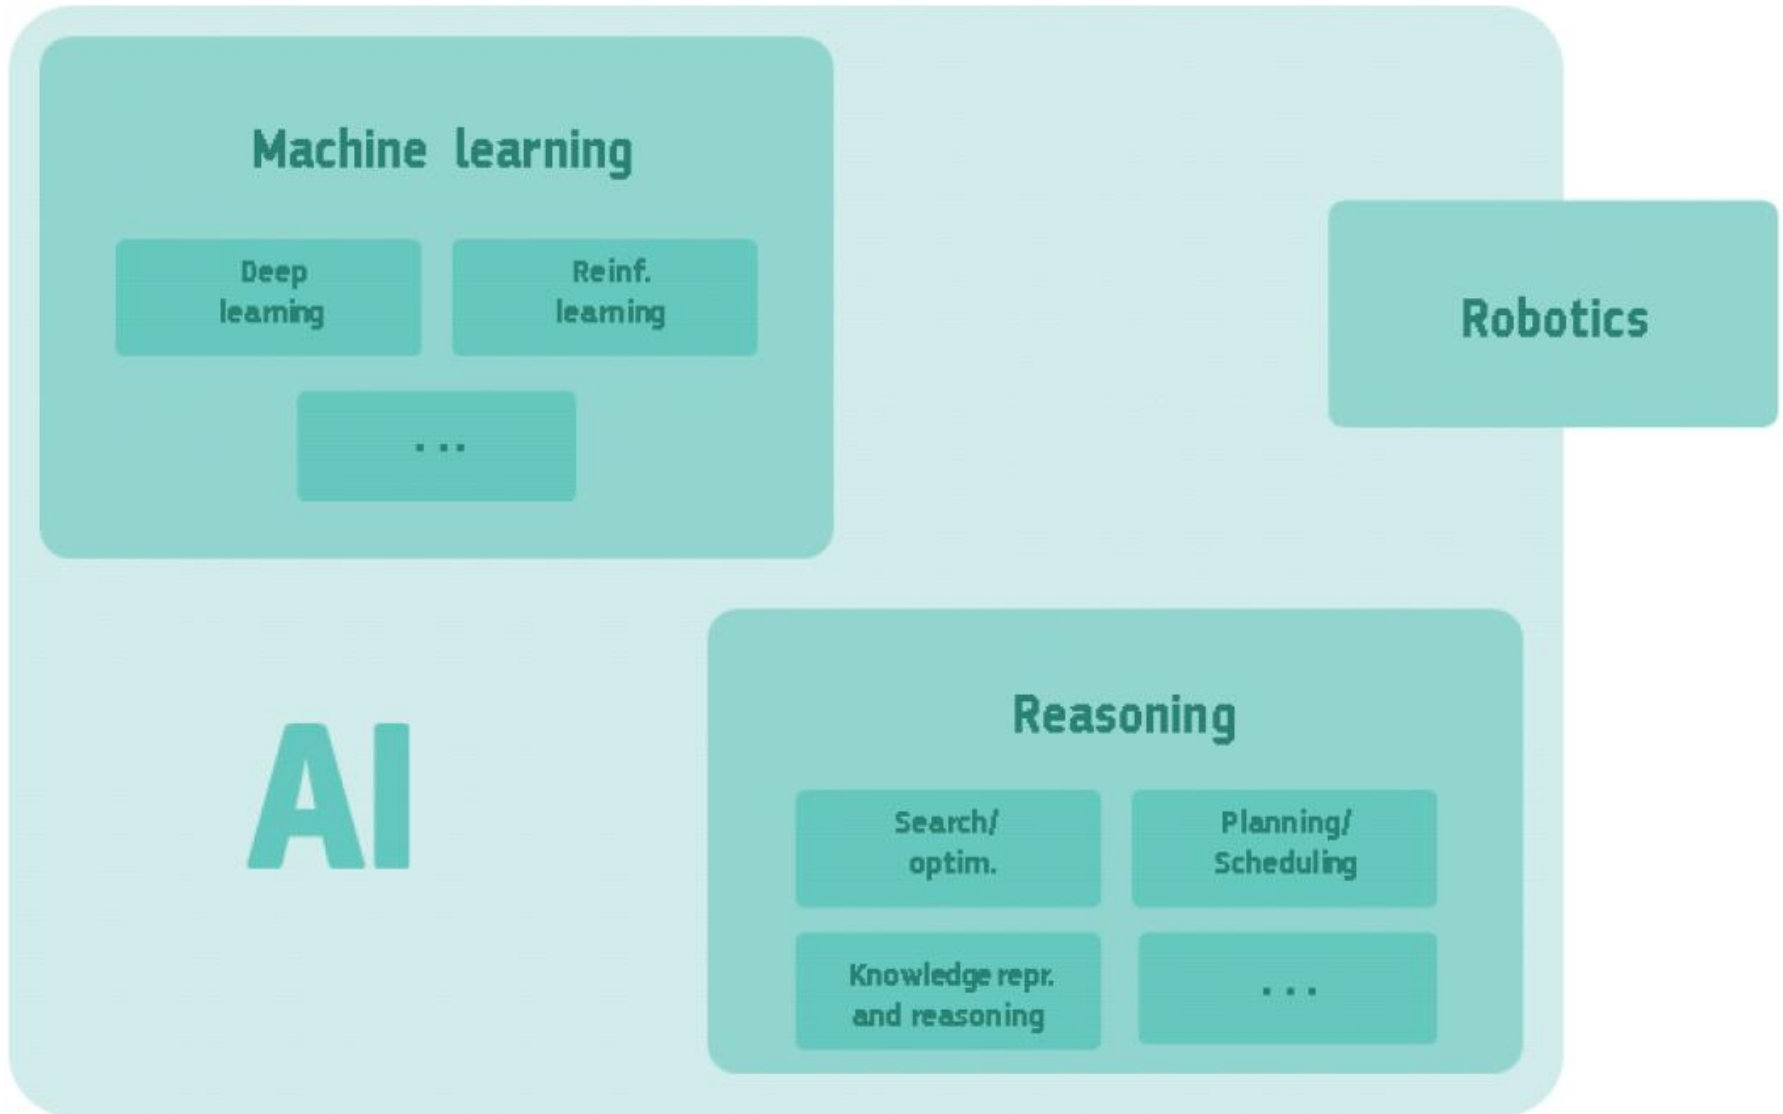 Machine learning
Deep
learning
Reinf.
learning
...
Robotics
AI
Reasoning
Search/
optim.
Planning/
Scheduling
Knowledge repr.
and reasoning
...